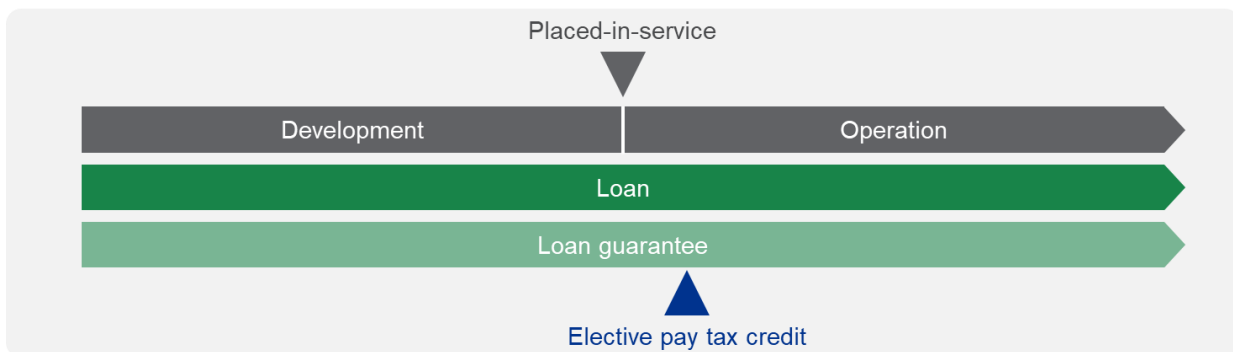 Placed-in-service
Development
Operation
Loan
Loan guarantee
Elective pay tax credit